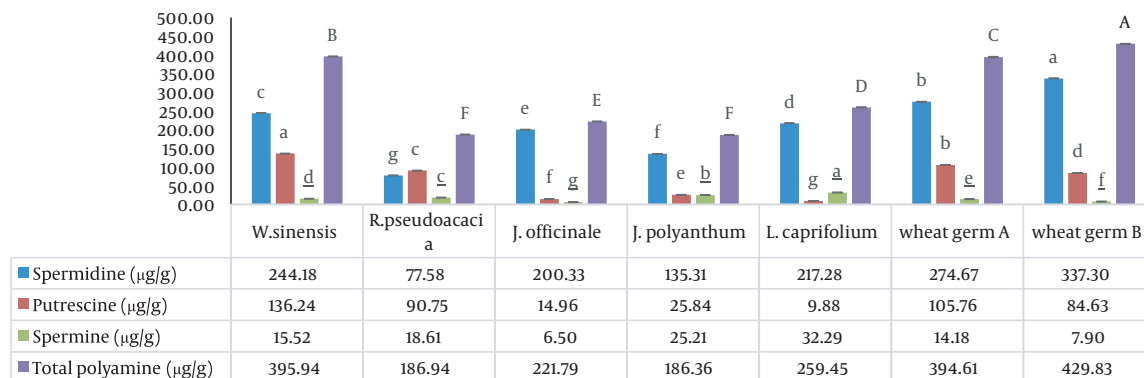 500.00
450.00
400.00
350.00
300.00
250.00
200.00
150.00
100.00
50.00
0.00
c a d B
g c c F
e f g E
f e b F
d g a D
b b e C
a d f A
W.sinensis R.pseudoacaci
a J. officinale J. polyanthum L. caprifolium wheat germ A wheat germ B
Spermidine (µg/g) 244.18 77.58 200.33 135.31 217.28 274.67 337.30
Putrescine (µg/g) 136.24 90.75 14.96 25.84 9.88 105.76 84.63
Spermine (µg/g) 15.52 18.61 6.50 25.21 32.29 14.18 7.90
Total polyamine (µg/g) 395.94 186.94 221.79 186.36 259.45 394.61 429.83